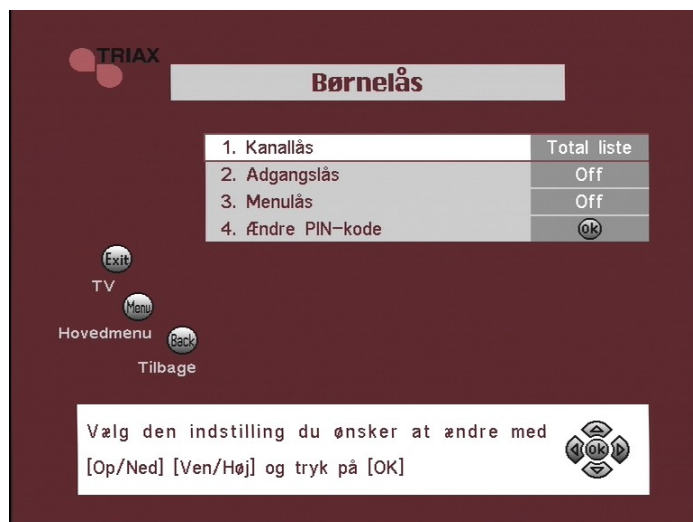 TRIAX
Børnelås
1. Kanallås Total liste
2. Adgangslås Off
3. Menulås Off
4. Ændre PIN-kode ok
Exit
TV
Menu
Hovedmenu
Back
Tilbage
Vælg den indstilling du ønsker at ændre med
[Op/Ned] [Ven/Høj] og tryk på [OK]
ok